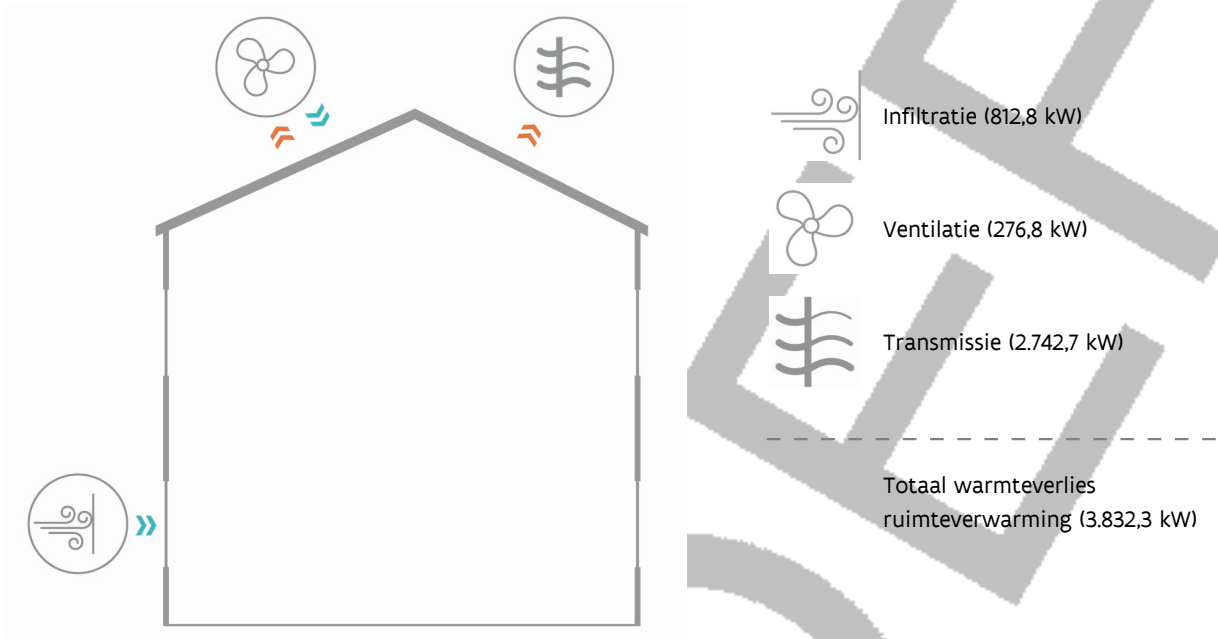 Infiltratie (812,8 kW)
Ventilatie (276,8 kW)
Transmissie (2.742,7 kW)
Totaal warmteverlies
ruimteverwarming (3.832,3 kW)